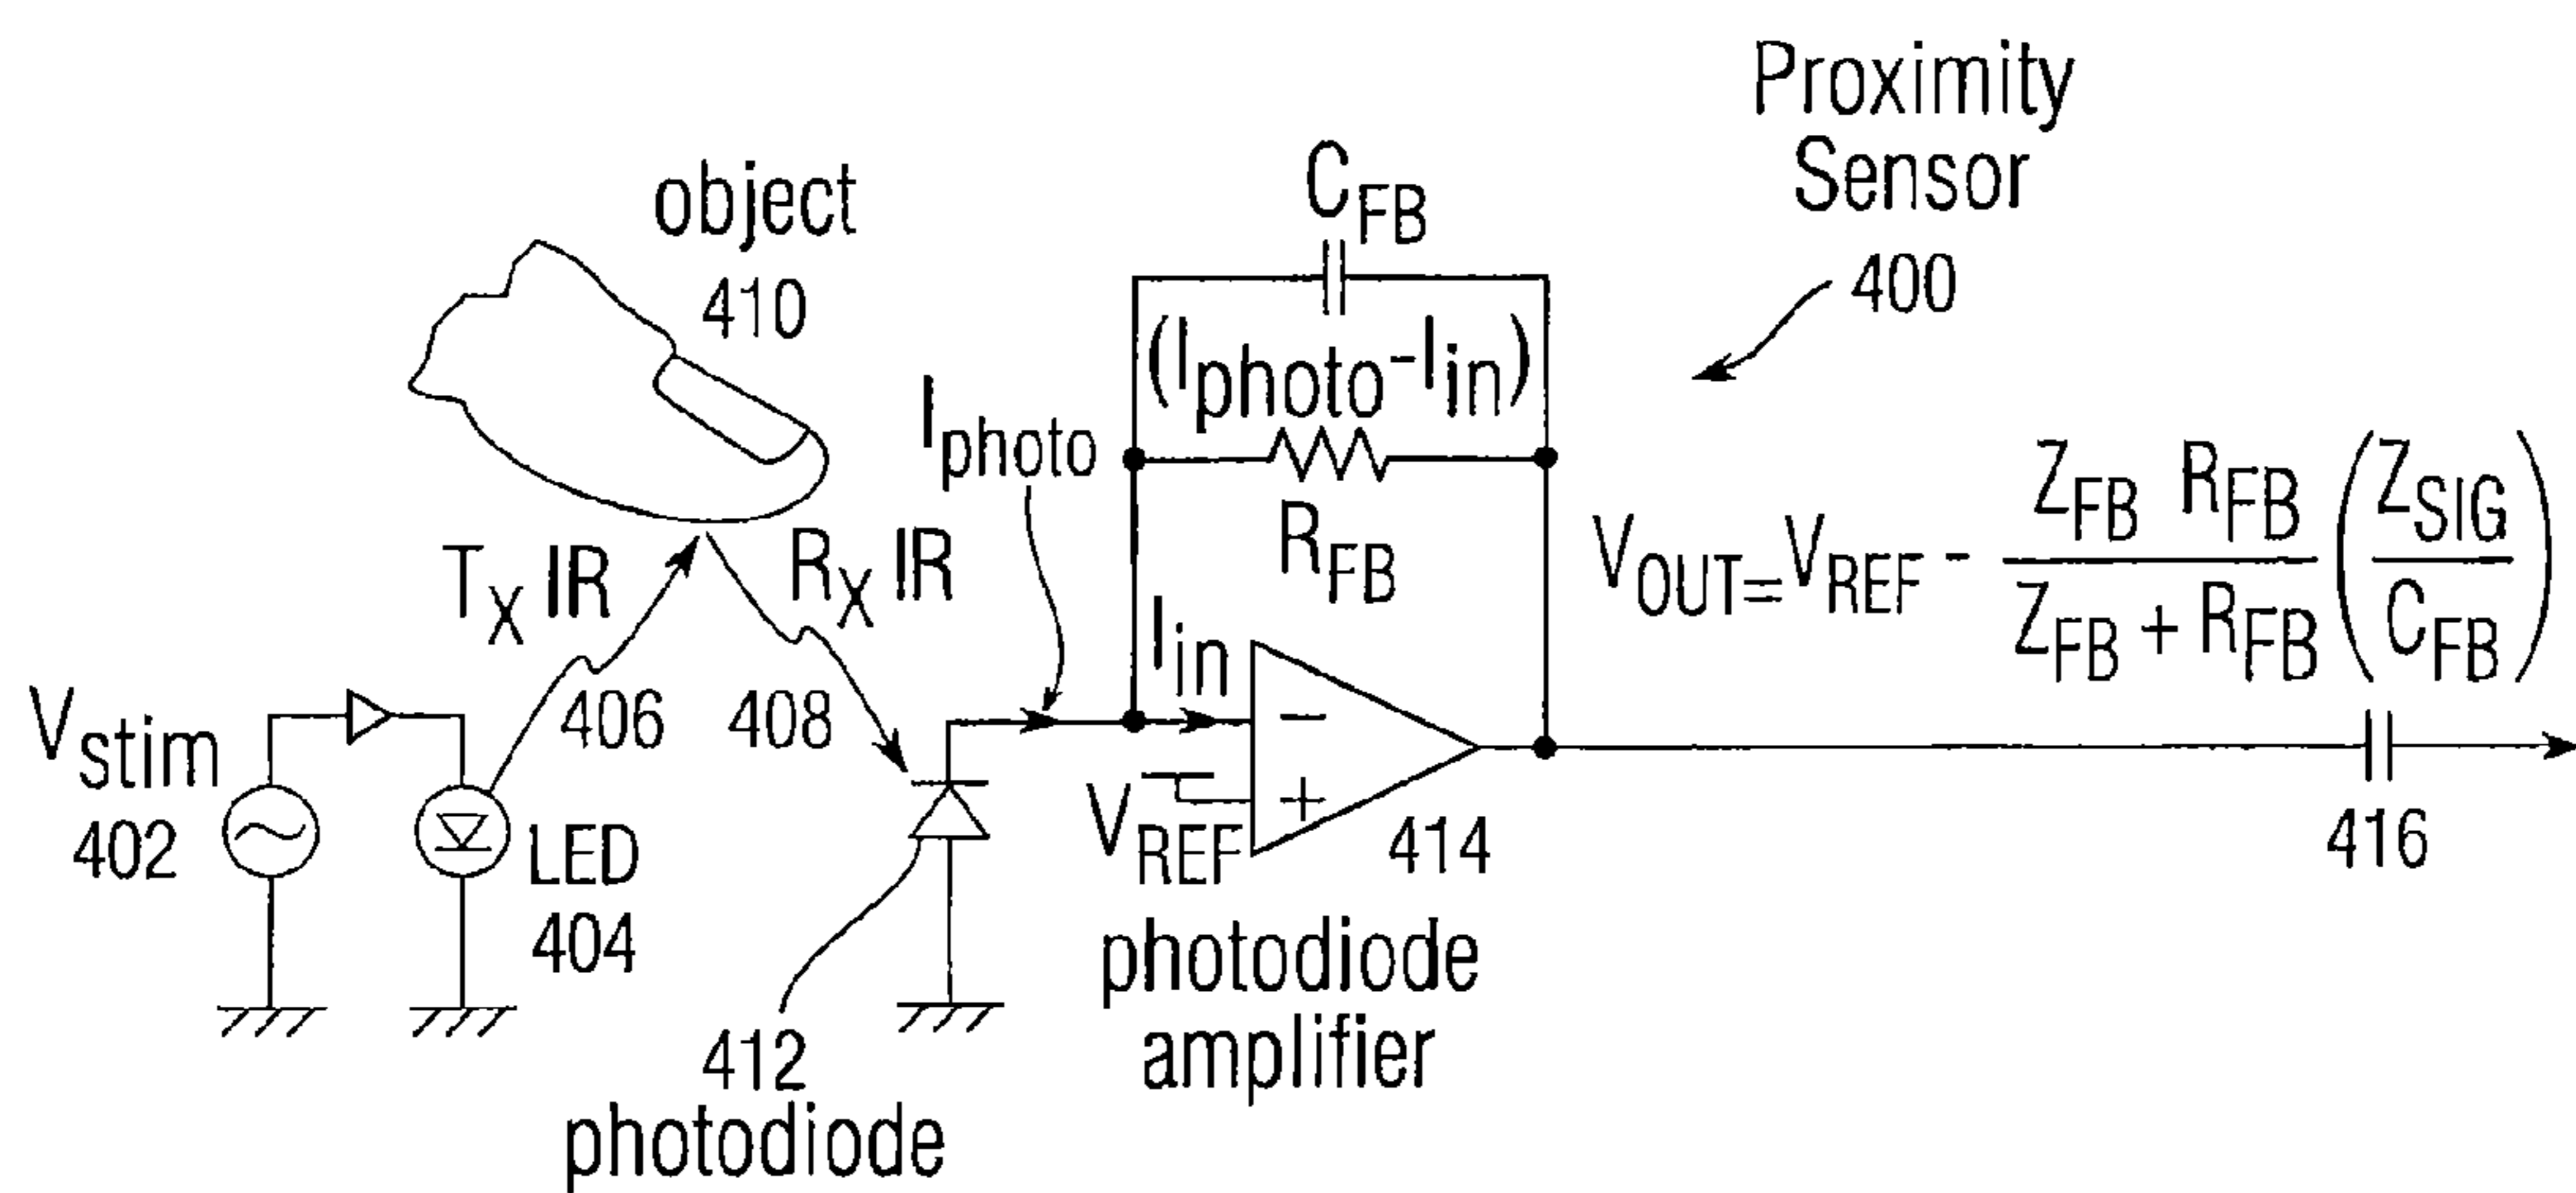 Proximity
Sensor
400
object
410
C_FB
(I_photo-I_in)
I_photo
R_FB
T_X IR
R_X IR
406
408
V_OUT=V_REF - Z_FB R_FB / Z_FB + R_FB (Z_SIG / C_FB)
I_in
V_stim
402
LED
404
−
+
V_REF
414
416
photodiode
amplifier
412
photodiode